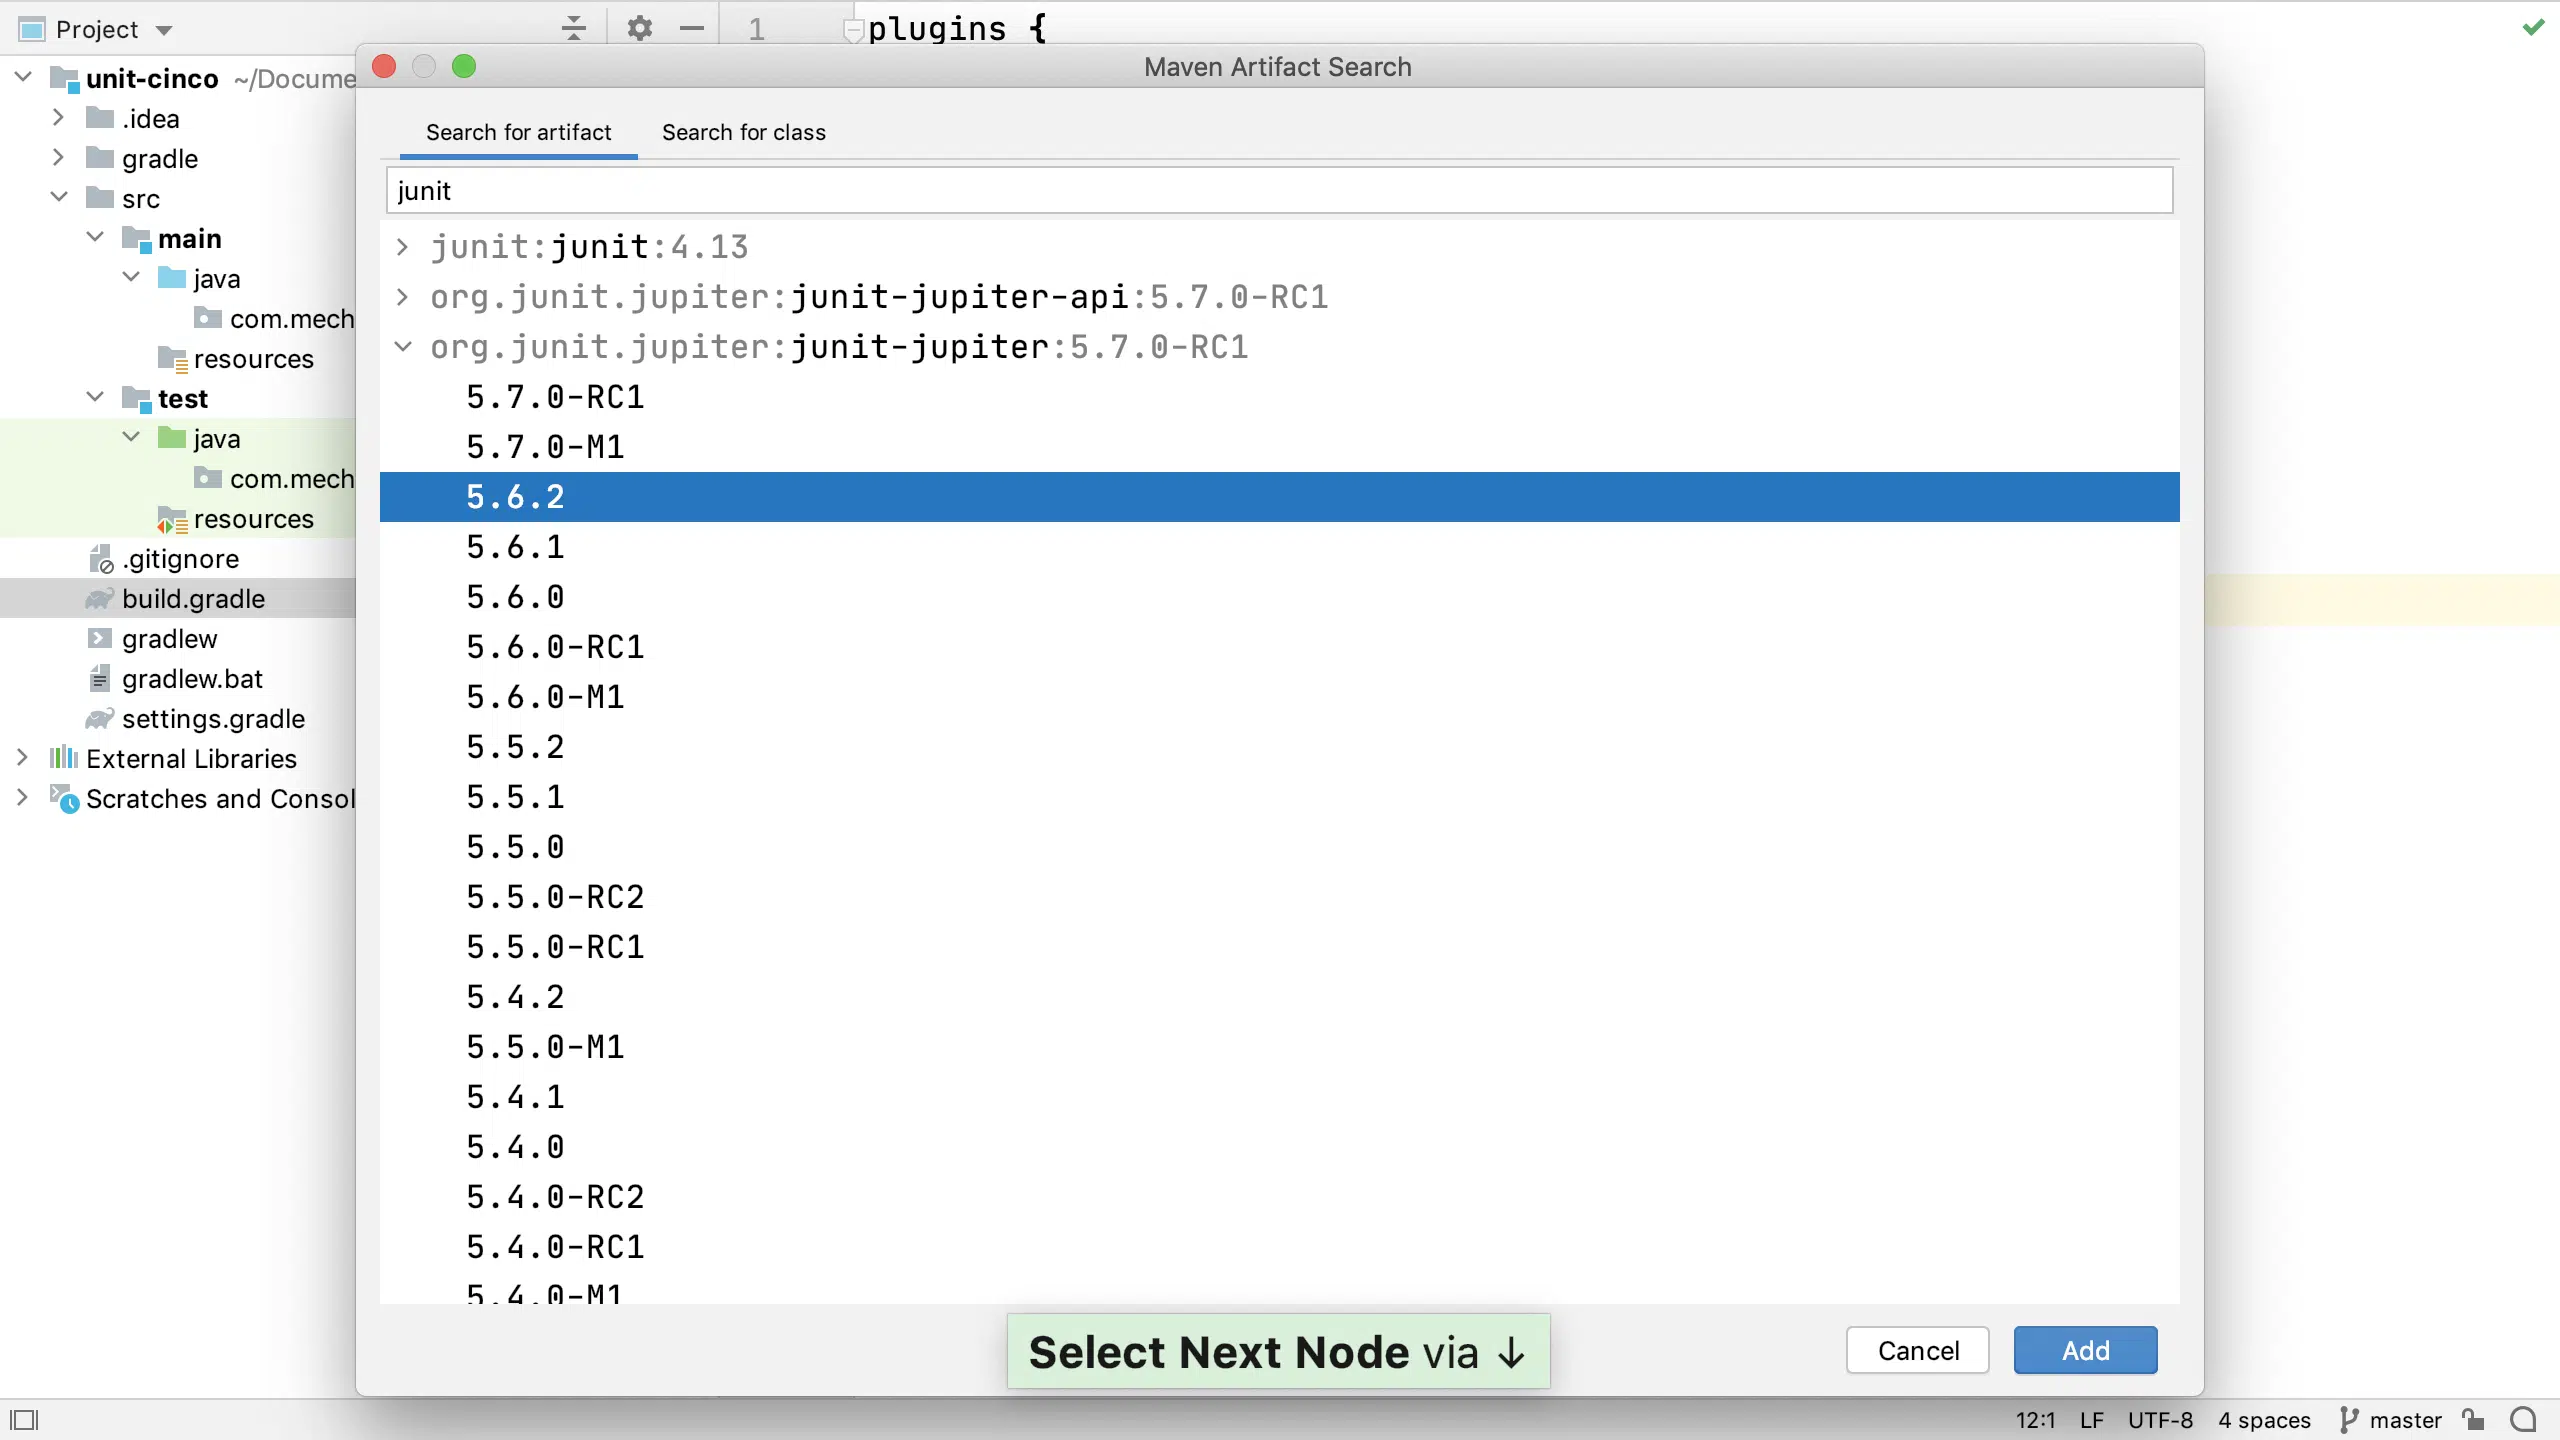 Project
1 plugins {
unit-cinco ~/Docume
.idea
gradle
src
main
java
com.mech
resources
test
java
com.mech
resources
.gitignore
build.gradle
gradlew
gradlew.bat
settings.gradle
External Libraries
Scratches and Consol
Maven Artifact Search
Search for artifact Search for class
junit
junit:junit:4.13
org.junit.jupiter:junit-jupiter-api:5.7.0-RC1
org.junit.jupiter:junit-jupiter:5.7.0-RC1
5.7.0-RC1
5.7.0-M1
5.6.2
5.6.1
5.6.0
5.6.0-RC1
5.6.0-M1
5.5.2
5.5.1
5.5.0
5.5.0-RC2
5.5.0-RC1
5.4.2
5.5.0-M1
5.4.1
5.4.0
5.4.0-RC2
5.4.0-RC1
5.4.0-M1
Select Next Node via ↓
Cancel Add
12:1 LF UTF-8 4 spaces master